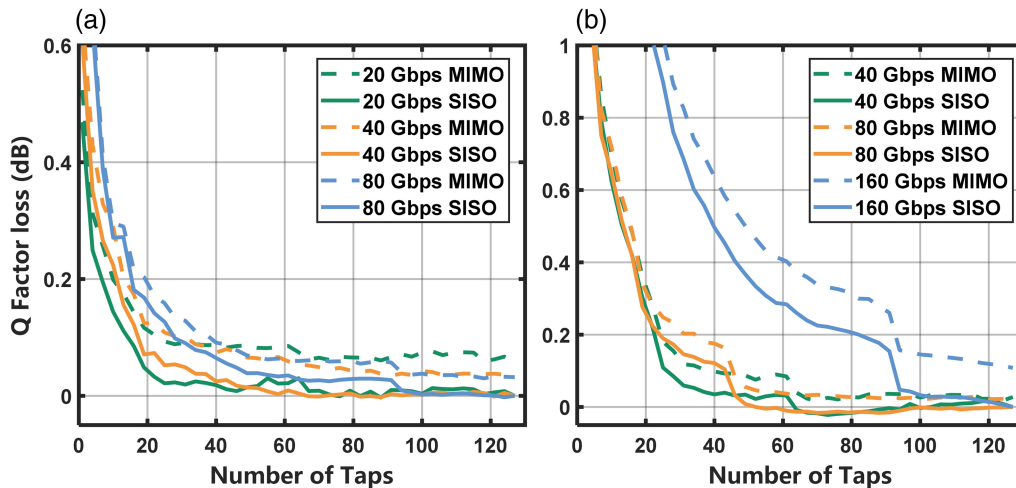 (a)
Q Factor loss (dB)
0.6
0.4
0.2
0
0 20 40 60 80 100 120
Number of Taps
20 Gbps MIMO
20 Gbps SISO
40 Gbps MIMO
40 Gbps SISO
80 Gbps MIMO
80 Gbps SISO
(b)
1
0.8
0.6
0.4
0.2
0
0 20 40 60 80 100 120
Number of Taps
40 Gbps MIMO
40 Gbps SISO
80 Gbps MIMO
80 Gbps SISO
160 Gbps MIMO
160 Gbps SISO